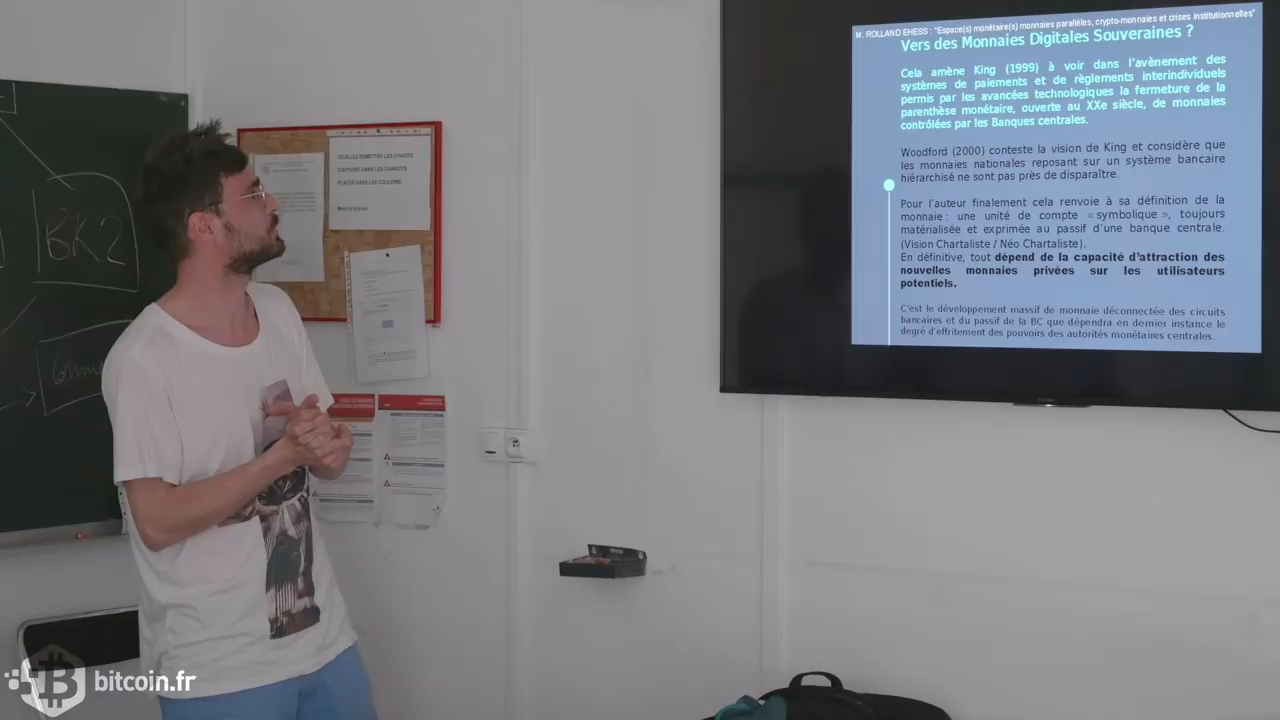 M. ROLLAND EHESS : "Espace(s) monétaire(s) monnaies parallèles, crypto-monnaies et crises institutionnelles"
Vers des Monnaies Digitales Souveraines ?
Cela amène King (1999) à voir dans l'avènement des
systèmes de paiements et de règlements interindividuels
permis par les avancées technologiques la fermeture de la
parenthèse monétaire, ouverte au XXe siècle, de monnaies
contrôlées par les Banques centrales.
Woodford (2000) conteste la vision de King et considère que
les monnaies nationales reposant sur un système bancaire
hiérarchisé ne sont pas près de disparaître.
Pour l'auteur finalement cela renvoie à sa définition de la
monnaie : une unité de compte « symbolique », toujours
matérialisée et exprimée au passif d'une banque centrale.
(Vision Chartaliste / Néo Chartaliste).
En définitive, tout dépend de la capacité d'attraction des
nouvelles monnaies privées sur les utilisateurs
potentiels.
C'est le développement massif de monnaie déconnectée des circuits
bancaires et du passif de la BC que dépendra en dernier instance le
degré d'effritement des pouvoirs des autorités monétaires centrales.
VEUILLEZ REMETTRE LES CHAISES
D'APPOINT DANS LES CHARIOTS
PLACES DANS LES COULOIRS.
Merci d'avance
BK2
bitcoin.fr